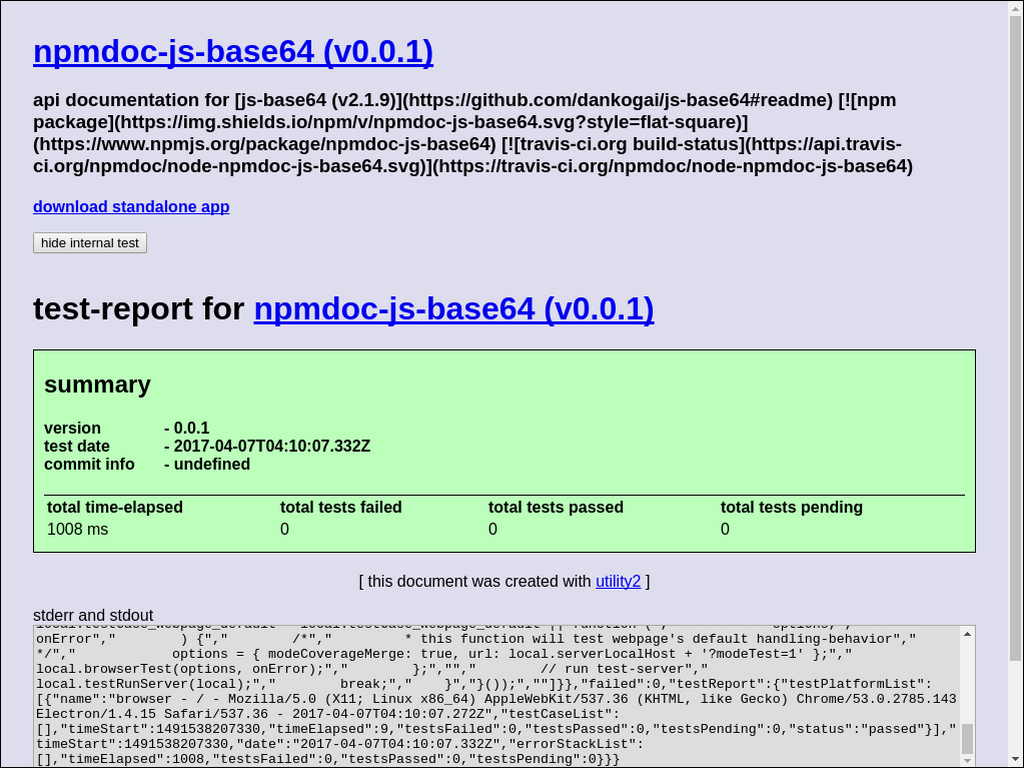 npmdoc-js-base64 (v0.0.1)
api documentation for [js-base64 (v2.1.9)](https://github.com/dankogai/js-base64#readme) [![npm
package](https://img.shields.io/npm/v/npmdoc-js-base64.svg?style=flat-square)]
(https://www.npmjs.org/package/npmdoc-js-base64) [![travis-ci.org build-status](https://api.travis-
ci.org/npmdoc/node-npmdoc-js-base64.svg)](https://travis-ci.org/npmdoc/node-npmdoc-js-base64)
download standalone app
hide internal test
test-report for npmdoc-js-base64 (v0.0.1)
summary
version - 0.0.1
test date - 2017-04-07T04:10:07.332Z
commit info - undefined
total time-elapsed total tests failed total tests passed total tests pending
1008 ms 0 0 0
[ this document was created with utility2 ]
stderr and stdout
local.testCase_webpage_default = local.testCase_webpage_default || function (","            options,","
onError","        ) {","        /*","         * this function will test webpage's default handling-behavior","
*/","            options = { modeCoverageMerge: true, url: local.serverLocalHost + '?modeTest=1' };","
local.browserTest(options, onError);","        };","","        // run test-server","
local.testRunServer(local);","        break;","    }","}());",""]}},"failed":0,"testReport":{"testPlatformList":
[{"name":"browser - / - Mozilla/5.0 (X11; Linux x86_64) AppleWebKit/537.36 (KHTML, like Gecko) Chrome/53.0.2785.143
Electron/1.4.15 Safari/537.36 - 2017-04-07T04:10:07.272Z","testCaseList":
[],"timeStart":1491538207330,"timeElapsed":9,"testsFailed":0,"testsPassed":0,"testsPending":0,"status":"passed"}],"
timeStart":1491538207330,"date":"2017-04-07T04:10:07.332Z","errorStackList":
[],"timeElapsed":1008,"testsFailed":0,"testsPassed":0,"testsPending":0}}}